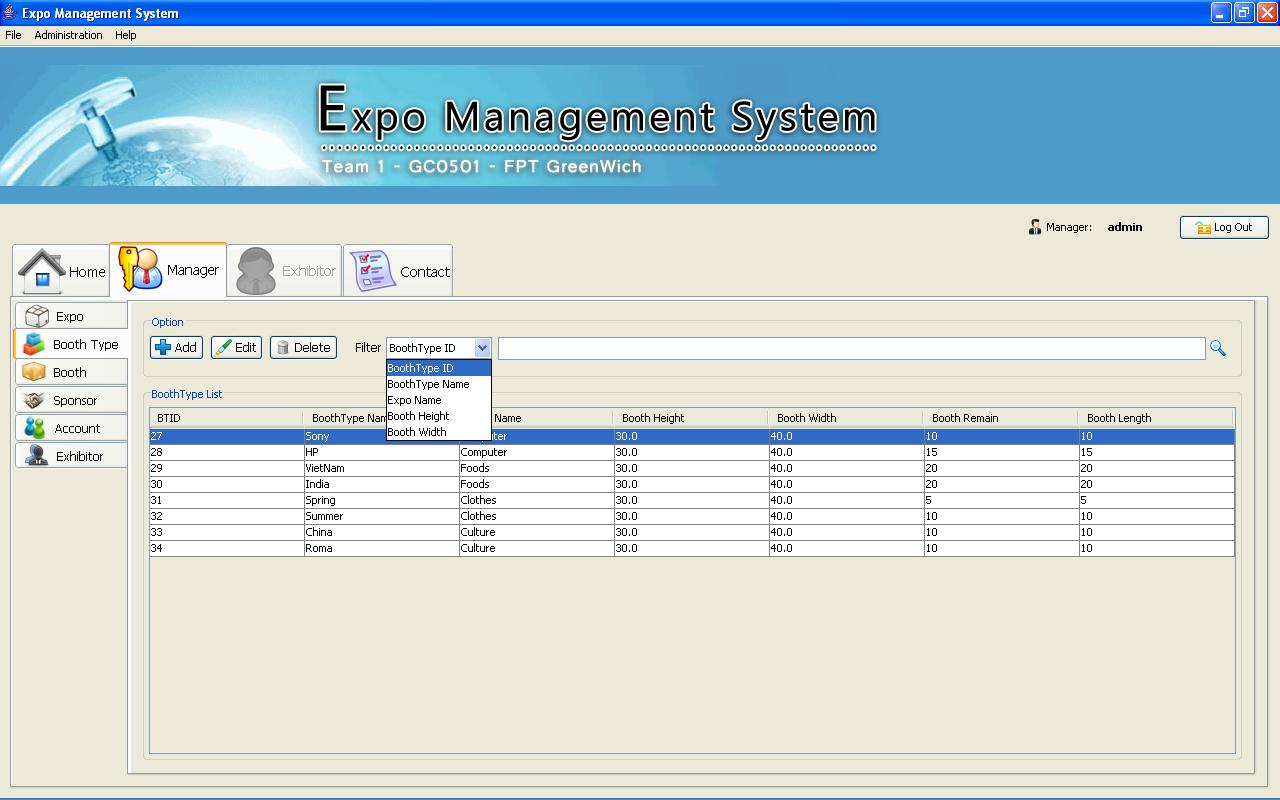 Expo Management System
File Administration Help
Expo Management System
Team 1 - GC0501 - FPT GreenWich
Manager: admin Log Out
Home Manager Exhibitor Contact
Expo
Booth Type
Booth
Sponsor
Account
Exhibitor
Option
Add Edit Delete Filter BoothType ID
BoothType ID
BoothType Name
Expo Name
Booth Height
Booth Width
BoothType List
BTID BoothType Nam Name Booth Height Booth Width Booth Remain Booth Length
27 Sony 30.0 40.0 10 10
28 HP Computer 30.0 40.0 15 15
29 VietNam Foods 30.0 40.0 20 20
30 India Foods 30.0 40.0 20 20
31 Spring Clothes 30.0 40.0 5 5
32 Summer Clothes 30.0 40.0 10 10
33 China Culture 30.0 40.0 10 10
34 Roma Culture 30.0 40.0 10 10